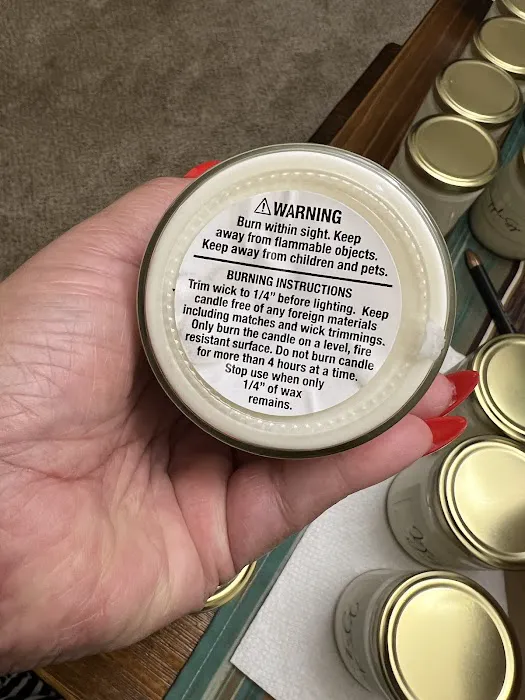 ⚠WARNING
Burn within sight. Keep
away from flammable objects.
Keep away from children and pets.
BURNING INSTRUCTIONS
Trim wick to 1/4" before lighting. Keep
candle free of any foreign materials
including matches and wick trimmings.
Only burn the candle on a level, fire
resistant surface. Do not burn candle
for more than 4 hours at a time.
Stop use when only
1/4" of wax
remains.